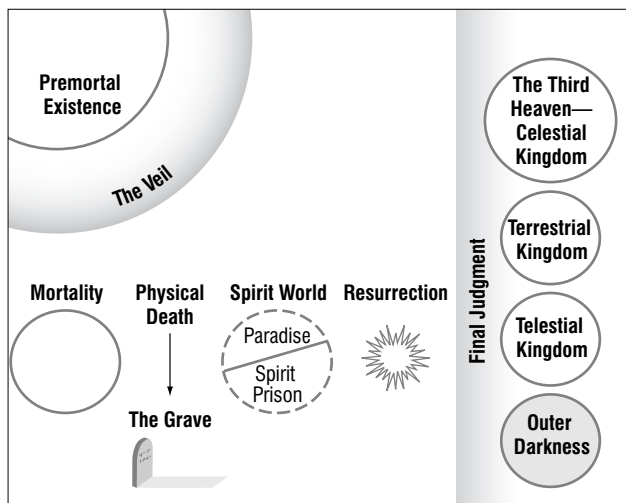 Premortal
Existence
The Veil
Mortality
Physical
Death
The Grave
Spirit World
Paradise
Spirit
Prison
Resurrection
Final Judgment
The Third
Heaven—
Celestial
Kingdom
Terrestrial
Kingdom
Telestial
Kingdom
Outer
Darkness